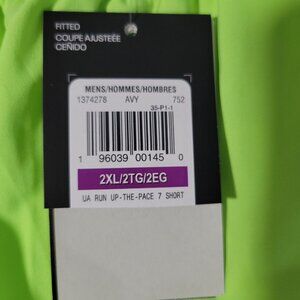 FITTED
COUPE AJUSTÉE
CEÑIDO
MENS/HOMMES/HOMBRES
1374278 AVY 752
35-P1-1
1 96039 00145 0
2XL/2TG/2EG
UA RUN UP-THE-PACE 7 SHORT